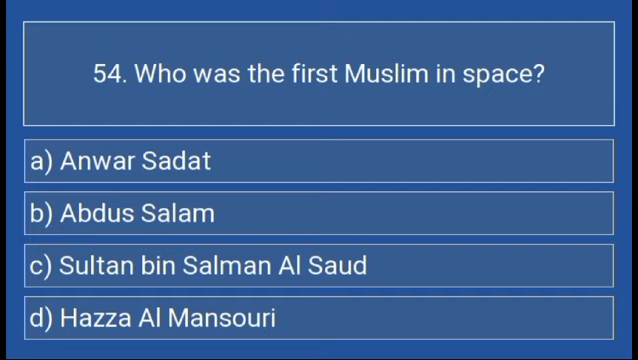 54. Who was the first Muslim in space?
a) Anwar Sadat
b) Abdus Salam
c) Sultan bin Salman Al Saud
d) Hazza Al Mansouri